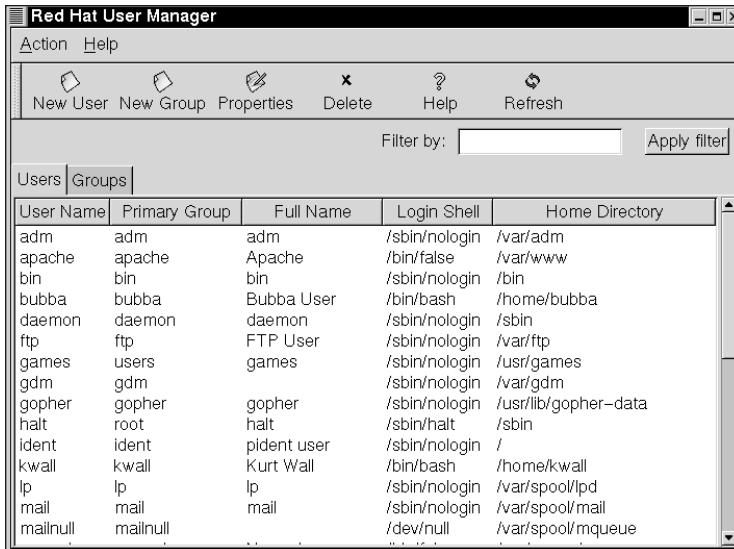 Red Hat User Manager
Action Help
New User New Group Properties Delete Help Refresh
Filter by: Apply filter
Users Groups
User Name Primary Group Full Name Login Shell Home Directory
adm adm adm /sbin/nologin /var/adm
apache apache Apache /bin/false /var/www
bin bin bin /sbin/nologin /bin
bubba bubba Bubba User /bin/bash /home/bubba
daemon daemon daemon /sbin/nologin /sbin
ftp ftp FTP User /sbin/nologin /var/ftp
games users games /sbin/nologin /usr/games
gdm gdm /sbin/nologin /var/gdm
gopher gopher gopher /sbin/nologin /usr/lib/gopher-data
halt root halt /sbin/halt /sbin
ident ident pident user /sbin/nologin /
kwall kwall Kurt Wall /bin/bash /home/kwall
lp lp lp /sbin/nologin /var/spool/lpd
mail mail mail /sbin/nologin /var/spool/mail
mailnull mailnull /dev/null /var/spool/mqueue